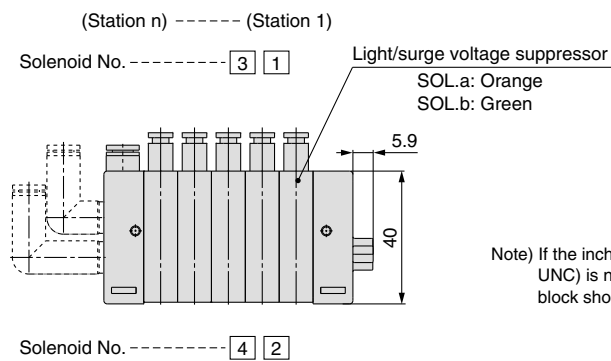 (Station n) ------ (Station 1)
Solenoid No. ---------- 3 1
Light/surge voltage suppressor
SOL.a: Orange
SOL.b: Green
5.9
40
Note) If the inch
UNC) is n
block sho
Solenoid No. ---------- 4 2